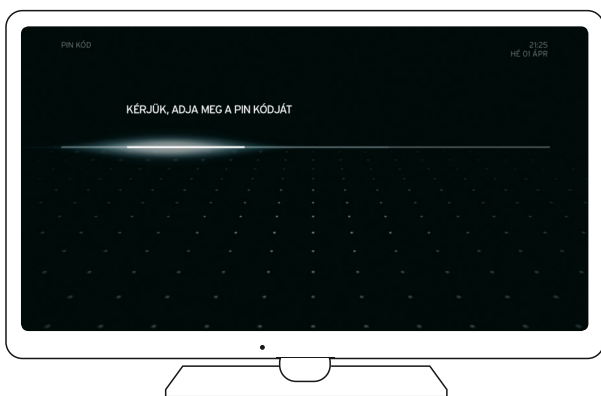 PIN KÓD
21:25
HÉ 01 ÁPR
KÉRJÜK, ADJA MEG A PIN KÓDJÁT